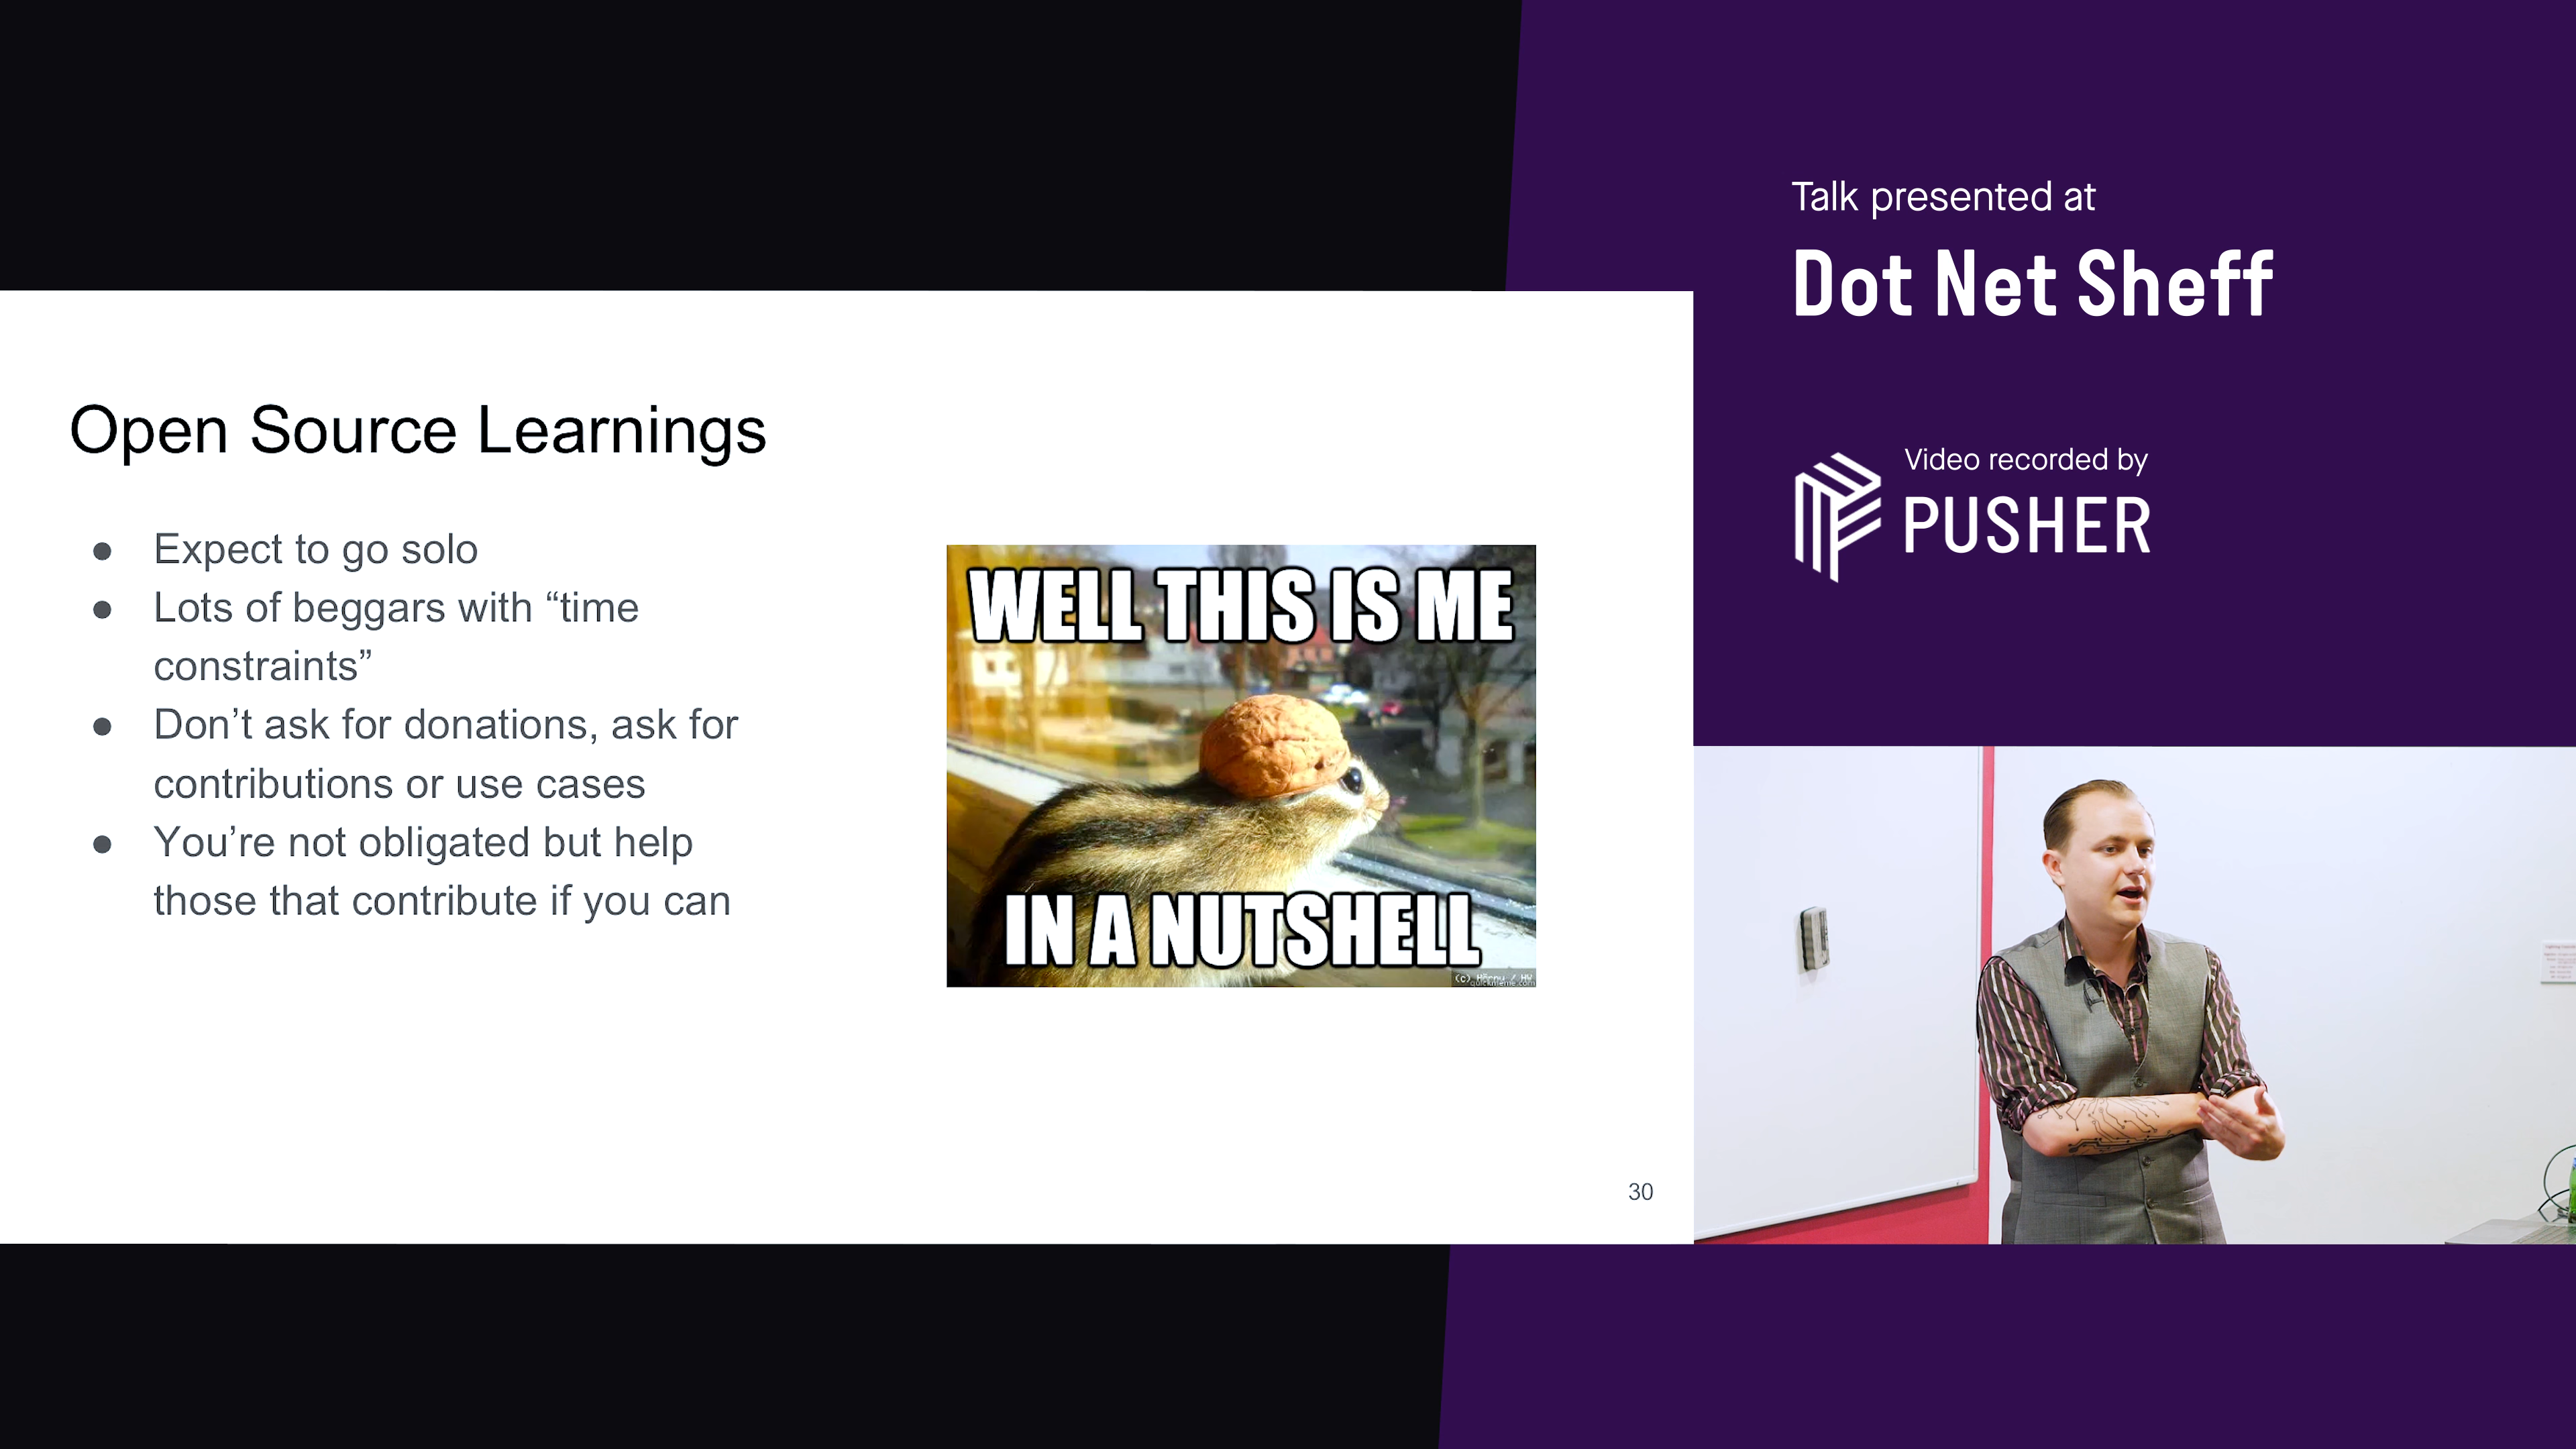 Talk presented at
Dot Net Sheff
Video recorded by
PUSHER
Open Source Learnings
● Expect to go solo
● Lots of beggars with “time
constraints”
● Don’t ask for donations, ask for
contributions or use cases
● You’re not obligated but help
those that contribute if you can
WELL THIS IS ME
IN A NUTSHELL
quickmeme.com
30